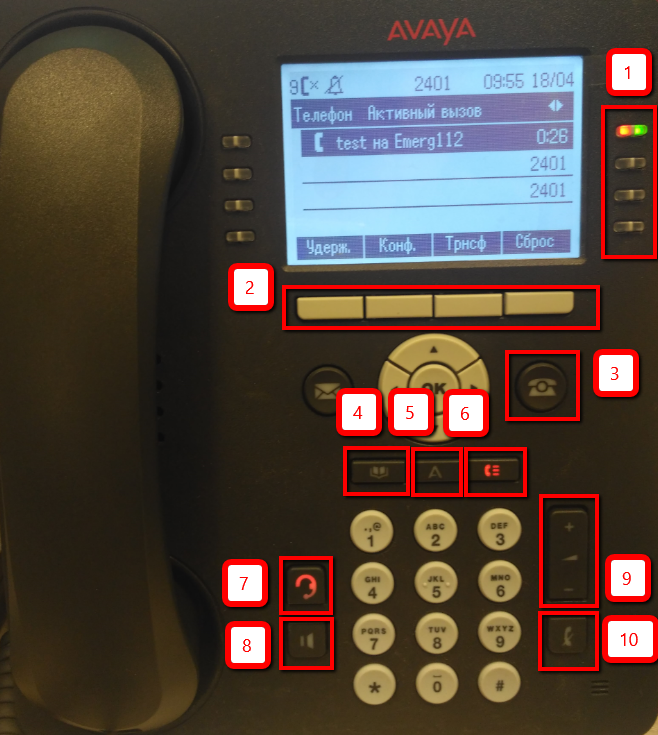 AVAYA
1
9 2401 09:55 18/04
Телефон Активный вызов
test на Emerg112 0:26
2401
2401
Удерж. Конф. Трнсф Сброс
2
OK
3
4 5 6
A
.,@ 1 ABC 2 DEF 3
+
7
GHI 4 JKL 5 MNO 6
-
9
8
PQRS 7 TUV 8 WXYZ 9
10
* 0 #